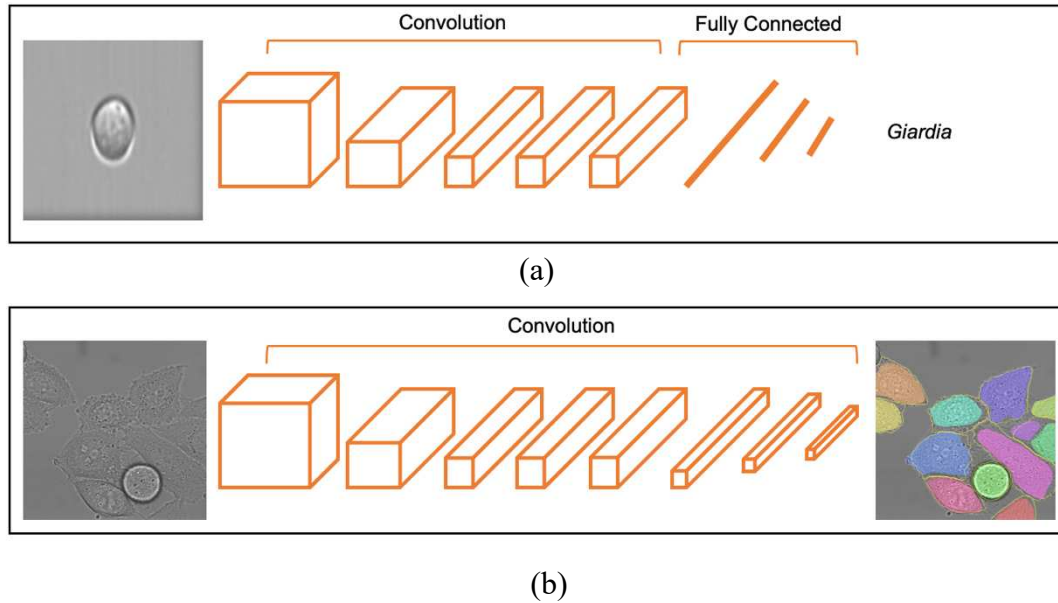 Convolution
Fully Connected
Giardia
(a)
Convolution
(b)